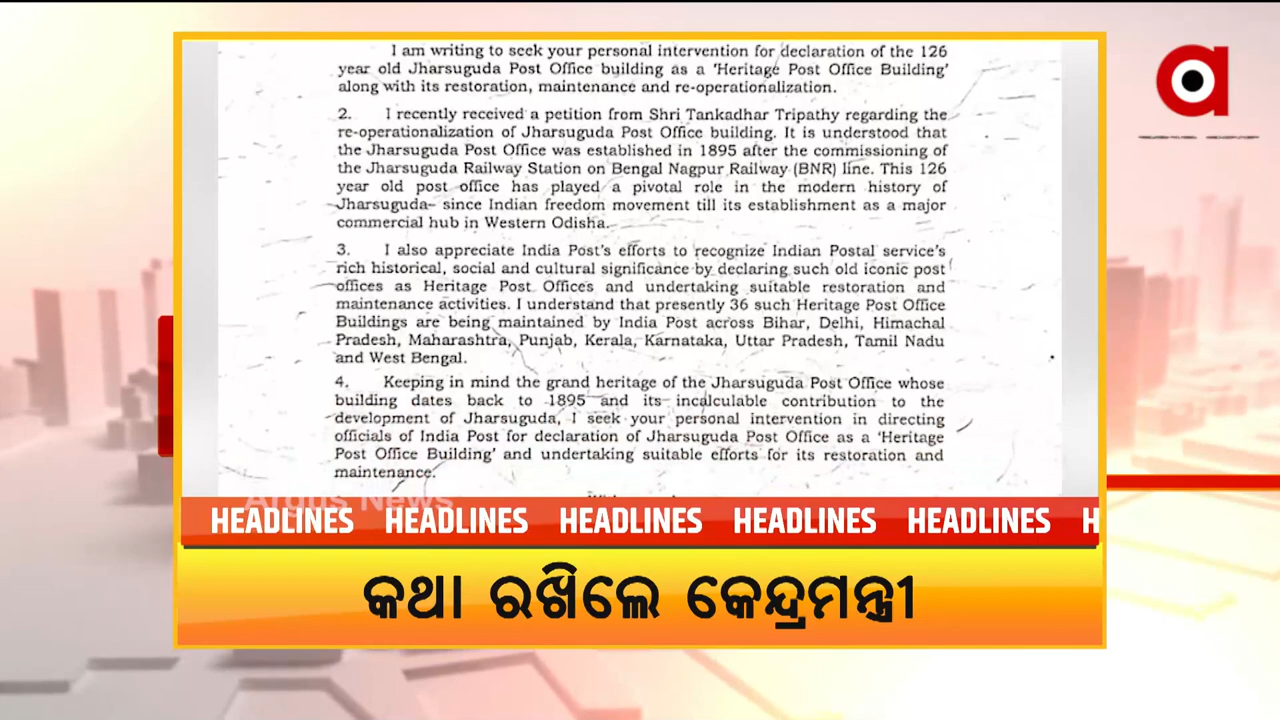 I am writing to seek your personal intervention for declaration of the 126
year old Jharsuguda Post Office building as a 'Heritage Post Office Building'
along with its restoration, maintenance and re-operationalization.
2. I recently received a petition from Shri Tankadhar Tripathy regarding the
re-operationalization of Jharsuguda Post Office building. It is understood that
the Jharsuguda Post Office was established in 1895 after the commissioning of
the Jharsuguda Railway Station on Bengal Nagpur Railway (BNR) line. This 126
year old post office has played a pivotal role in the modern history of
Jharsuguda– since Indian freedom movement till its establishment as a major
commercial hub in Western Odisha.
3. I also appreciate India Post's efforts to recognize Indian Postal service's
rich historical, social and cultural significance by declaring such old iconic post
offices as Heritage Post Offices and undertaking suitable restoration and
maintenance activities. I understand that presently 36 such Heritage Post Office
Buildings are being maintained by India Post across Bihar, Delhi, Himachal
Pradesh, Maharashtra, Punjab, Kerala, Karnataka, Uttar Pradesh, Tamil Nadu
and West Bengal.
4. Keeping in mind the grand heritage of the Jharsuguda Post Office whose
building dates back to 1895 and its incalculable contribution to the
development of Jharsuguda, I seek your personal intervention in directing
officials of India Post for declaration of Jharsuguda Post Office as a 'Heritage
Post Office Building' and undertaking suitable efforts for its restoration and
maintenance.
Argus News
HEADLINES HEADLINES HEADLINES HEADLINES HEADLINES H
କଥା ରଖିଲେ କେନ୍ଦ୍ରମନ୍ତ୍ରୀ